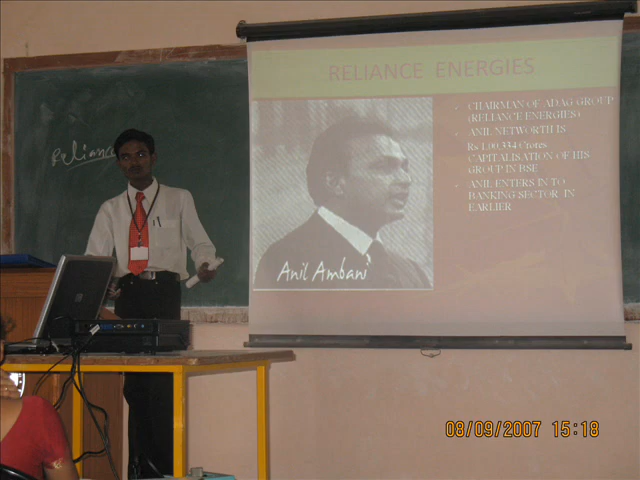 RELIANCE ENERGIES
Reliance
CHAIRMAN OF ADAG GROUP
(RELIANCE ENERGIES)
ANIL NETWORTH IS
Rs 1,00,334 Crores
CAPITALISATION OF HIS
GROUP IN BSE
ANIL ENTERS IN TO
BANKING SECTOR IN
EARLIER
Anil Ambani
08/09/2007 15:18